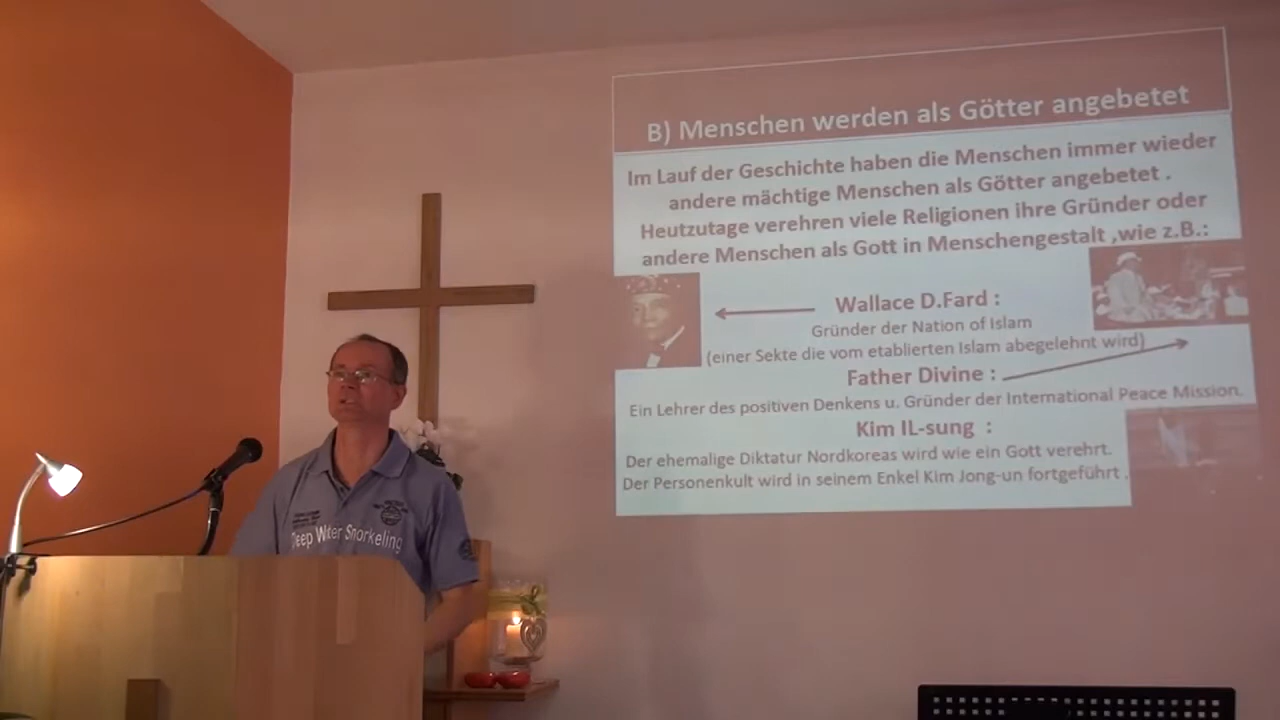 B) Menschen werden als Götter angebetet
Im Lauf der Geschichte haben die Menschen immer wieder
andere mächtige Menschen als Götter angebetet .
Heutzutage verehren viele Religionen ihre Gründer oder
andere Menschen als Gott in Menschengestalt ,wie z.B.:
Wallace D.Fard :
Gründer der Nation of Islam
(einer Sekte die vom etablierten Islam abegelehnt wird)
Father Divine :
Ein Lehrer des positiven Denkens u. Gründer der International Peace Mission.
Kim IL-sung :
Der ehemalige Diktatur Nordkoreas wird wie ein Gott verehrt.
Der Personenkult wird in seinem Enkel Kim Jong-un fortgeführt .
Deep Water Snorkeling